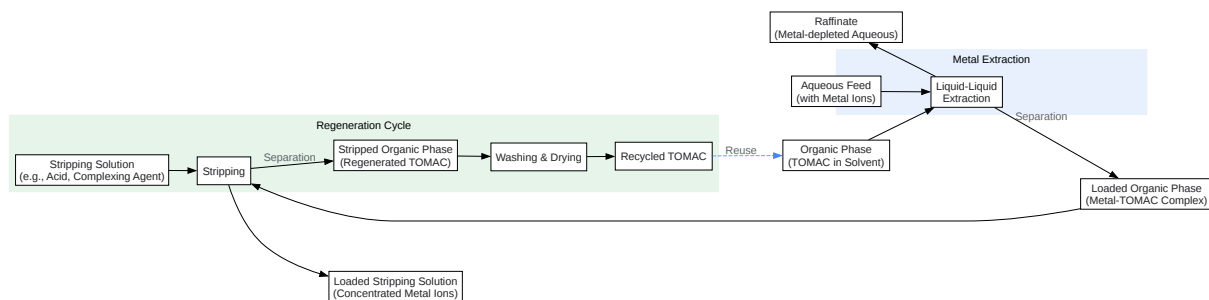 Raffinate
(Metal-depleted Aqueous)
Metal Extraction
Aqueous Feed
(with Metal Ions)
Liquid-Liquid
Extraction
Separation
Regeneration Cycle
Stripping Solution
(e.g., Acid, Complexing Agent)
Stripping
Separation
Stripped Organic Phase
(Regenerated TOMAC)
Washing & Drying
Recycled TOMAC
Reuse
Organic Phase
(TOMAC in Solvent)
Loaded Organic Phase
(Metal-TOMAC Complex)
Loaded Stripping Solution
(Concentrated Metal Ions)